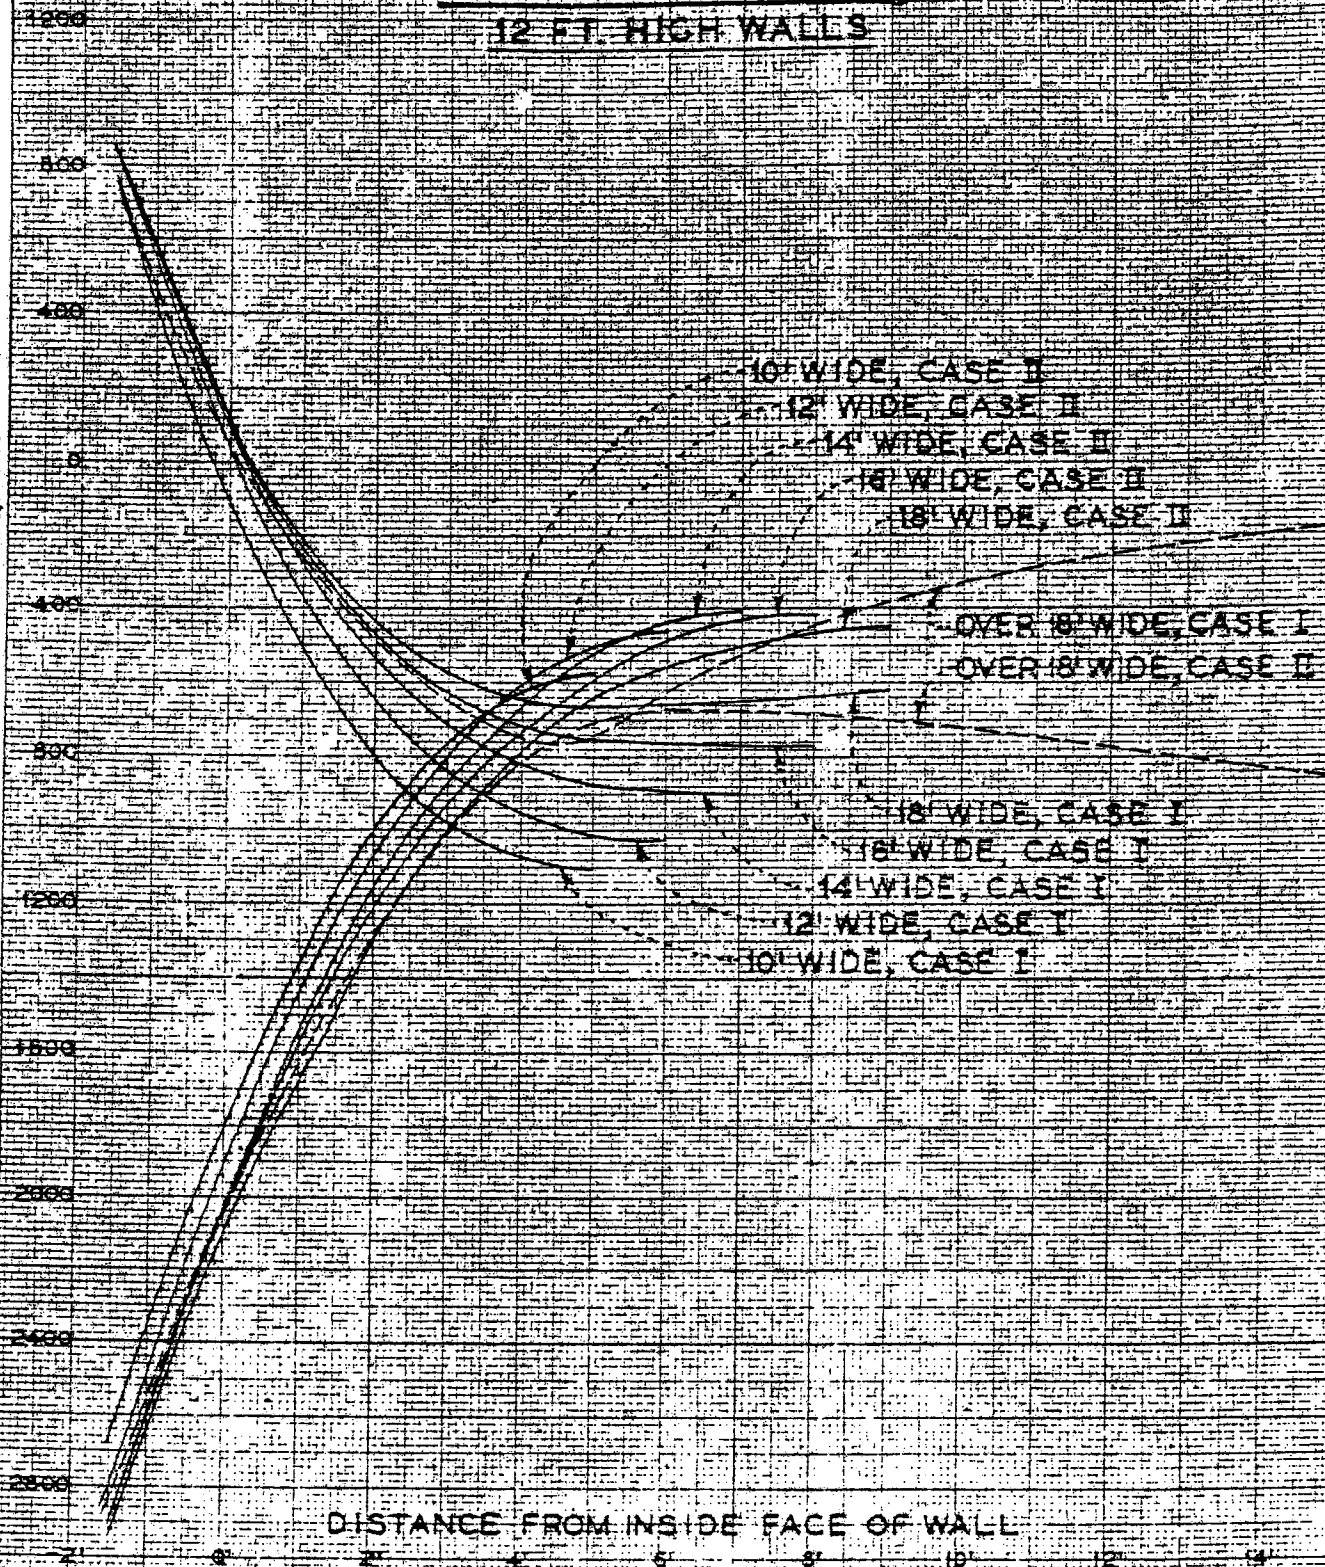 1200
12 FT. HIGH WALLS
800
400
0
10' WIDE, CASE II
12' WIDE, CASE II
14' WIDE, CASE II
16' WIDE, CASE II
18' WIDE, CASE II
400
OVER 18' WIDE, CASE I
OVER 18' WIDE, CASE II
800
18' WIDE, CASE I
16' WIDE, CASE I
14' WIDE, CASE I
12' WIDE, CASE I
10' WIDE, CASE I
1200
1600
2000
2400
2800
DISTANCE FROM INSIDE FACE OF WALL
2' 0' 2' 4' 6' 8' 10' 12' 14'